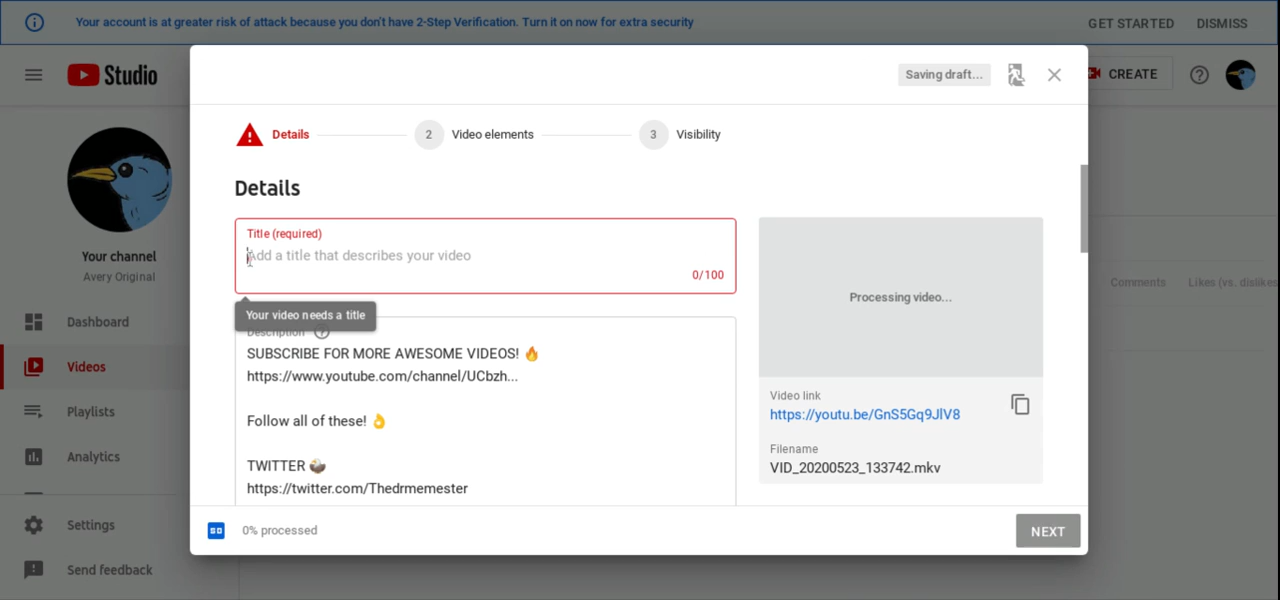 Your account is at greater risk of attack because you don't have 2-Step Verification. Turn it on now for extra security
GET STARTED
DISMISS
Studio
Saving draft...
CREATE
Details
2
Video elements
3
Visibility
Details
Title (required)
Add a title that describes your video
0/100
Your video needs a title
Description
SUBSCRIBE FOR MORE AWESOME VIDEOS! 🔥
https://www.youtube.com/channel/UCbzh...
Follow all of these! 👌
TWITTER
https://twitter.com/Thedrmemester
Processing video...
Video link
https://youtu.be/GnS5Gq9JlV8
Filename
VID_20200523_133742.mkv
SD
0% processed
NEXT
Your channel
Avery Original
Dashboard
Videos
Playlists
Analytics
Settings
Send feedback
Comments
Likes (vs. dislikes